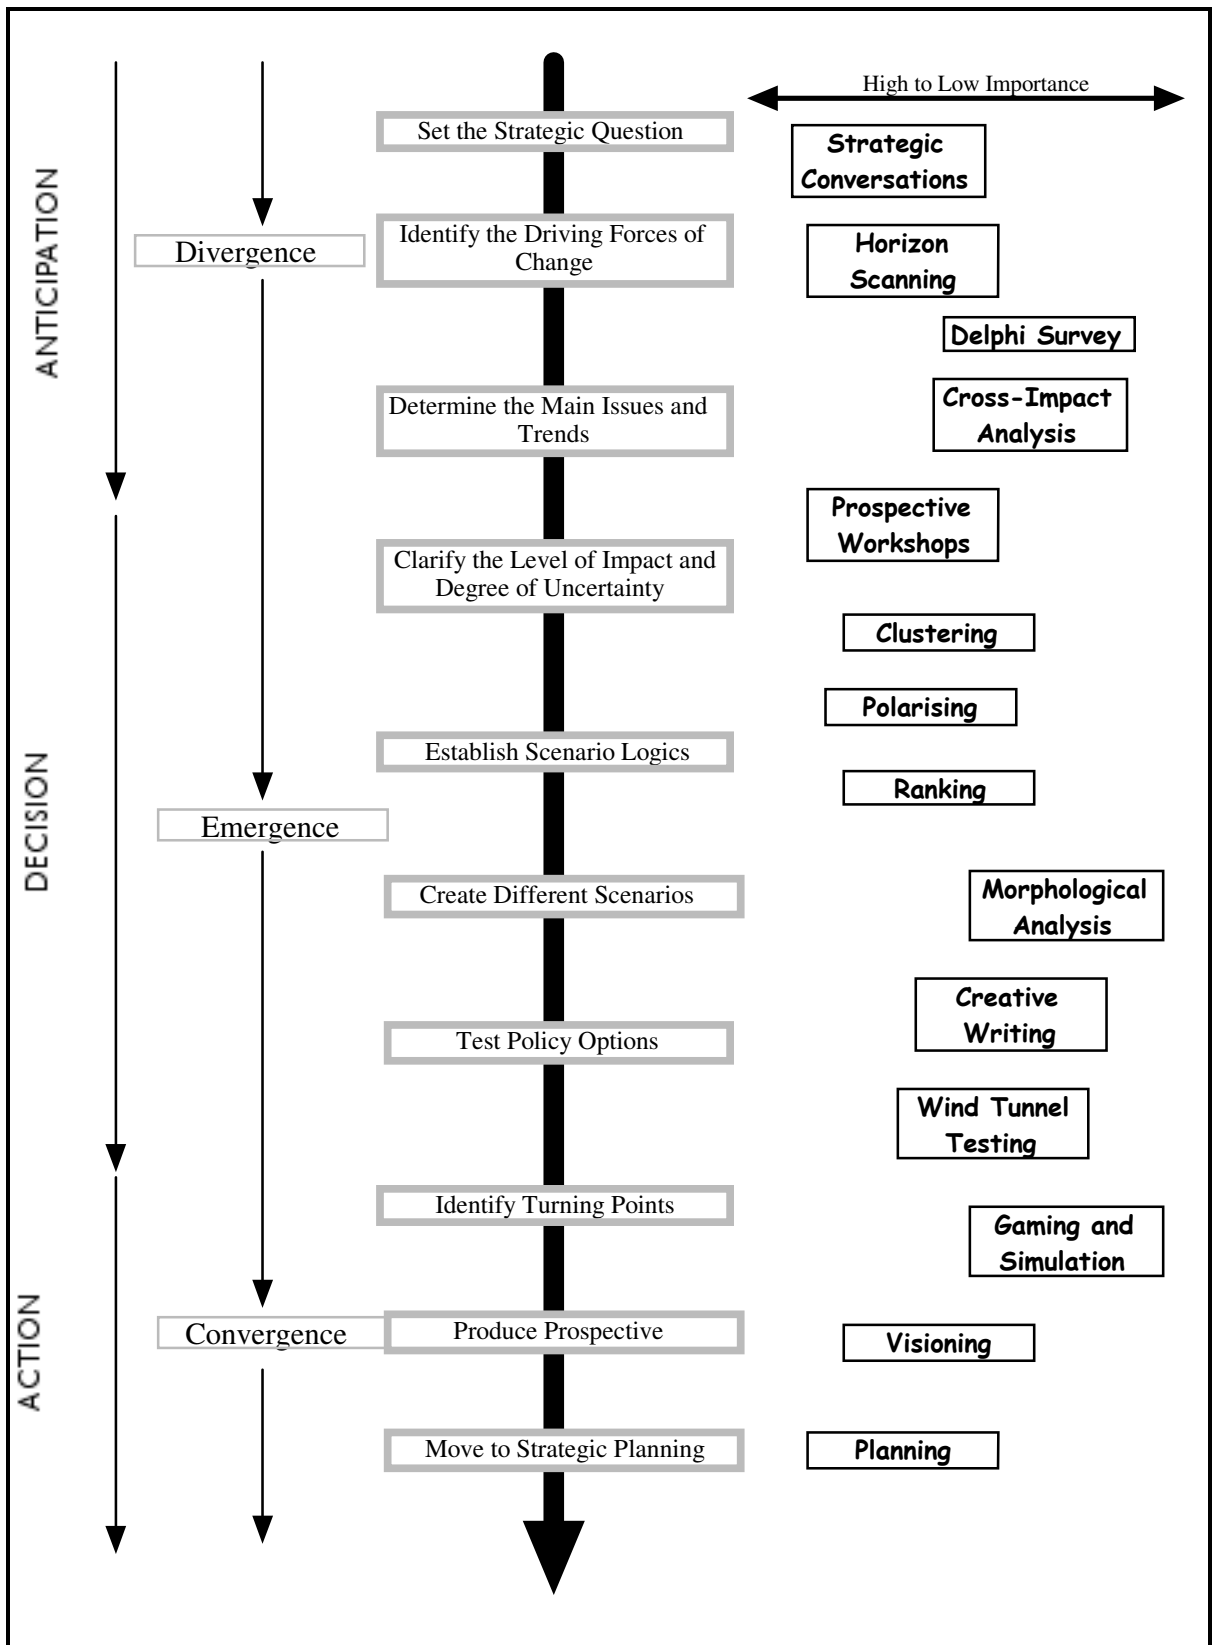 High to Low Importance
Set the Strategic Question
Strategic
Conversations
ANTICIPATION
Divergence
Identify the Driving Forces of
Change
Horizon
Scanning
Delphi Survey
Determine the Main Issues and
Trends
Cross-Impact
Analysis
Prospective
Workshops
Clarify the Level of Impact and
Degree of Uncertainty
Clustering
Polarising
DECISION
Establish Scenario Logics
Ranking
Emergence
Create Different Scenarios
Morphological
Analysis
Creative
Writing
Test Policy Options
Wind Tunnel
Testing
Identify Turning Points
Gaming and
Simulation
ACTION
Convergence
Produce Prospective
Visioning
Move to Strategic Planning
Planning